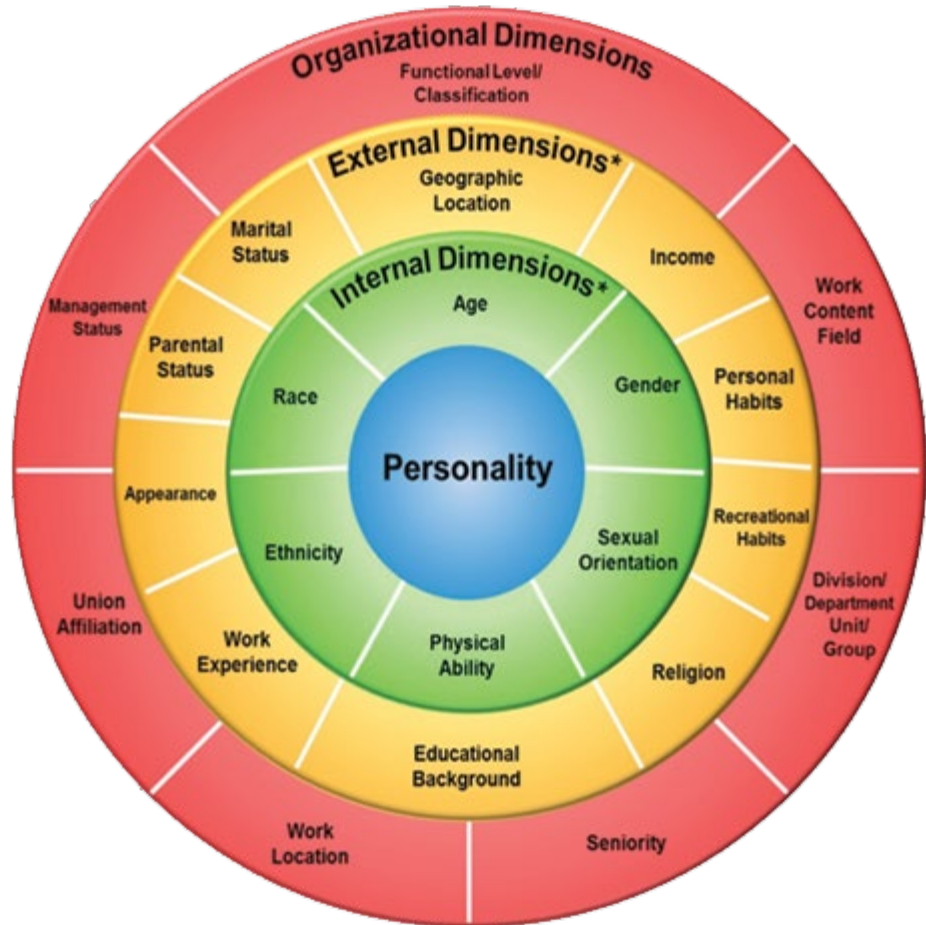 Organizational Dimensions
Functional Level/
Classification
External Dimensions*
Geographic
Location
Marital
Status
Income
Internal Dimensions*
Age
Management
Status
Work
Content
Field
Parental
Status
Race
Gender
Personal
Habits
Personality
Appearance
Ethnicity
Sexual
Orientation
Recreational
Habits
Union
Affiliation
Division/
Department
Unit/
Group
Work
Experience
Physical
Ability
Religion
Educational
Background
Work
Location
Seniority